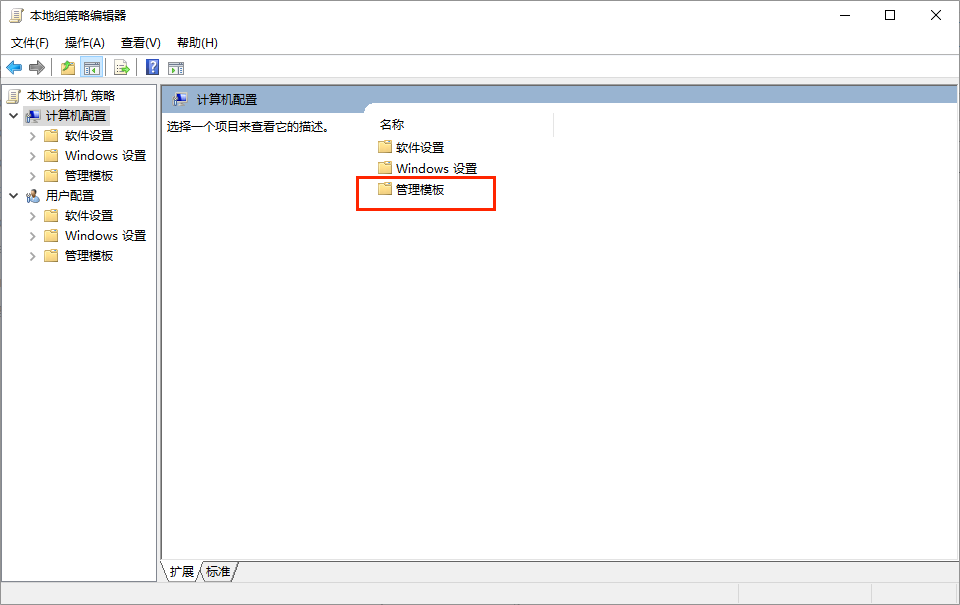 本地组策略编辑器
文件(F) 操作(A) 查看(V) 帮助(H)
本地计算机 策略
计算机配置
软件设置
Windows 设置
管理模板
用户配置
软件设置
Windows 设置
管理模板
计算机配置
选择一个项目来查看它的描述。
名称
软件设置
Windows 设置
管理模板
扩展 标准